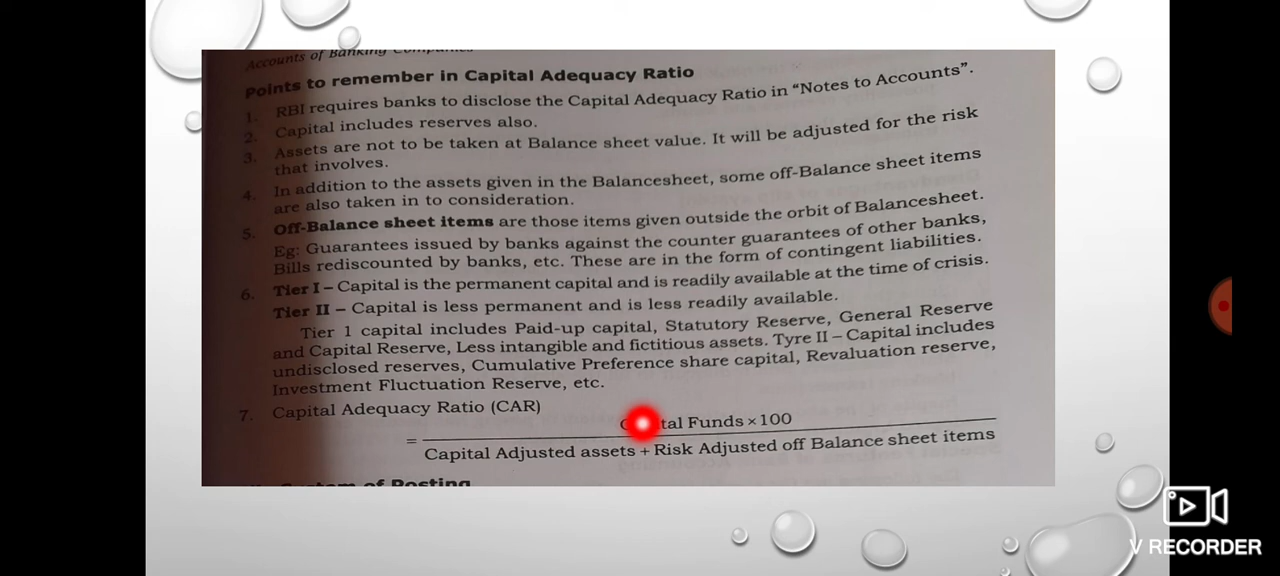 Accounts of Banking
Points to remember in Capital Adequacy Ratio
1. RBI requires banks to disclose the Capital Adequacy Ratio in “Notes to Accounts”.
2. Capital includes reserves also.
3. Assets are not to be taken at Balance sheet value. It will be adjusted for the risk
that involves.
4. In addition to the assets given in the Balancesheet, some off-Balance sheet items
are also taken in to consideration.
5. Off-Balance sheet items are those items given outside the orbit of Balancesheet.
Eg: Guarantees issued by banks against the counter guarantees of other banks,
Bills rediscounted by banks, etc. These are in the form of contingent liabilities.
6. Tier I – Capital is the permanent capital and is readily available at the time of crisis.
Tier II – Capital is less permanent and is less readily available.
Tier 1 capital includes Paid-up capital, Statutory Reserve, General Reserve
and Capital Reserve, Less intangible and fictitious assets. Tyre II – Capital includes
undisclosed reserves, Cumulative Preference share capital, Revaluation reserve,
Investment Fluctuation Reserve, etc.
7. Capital Adequacy Ratio (CAR)
Funds × 100
=
Capital Adjusted assets + Risk Adjusted off Balance sheet items
of Posting
V RECORDER